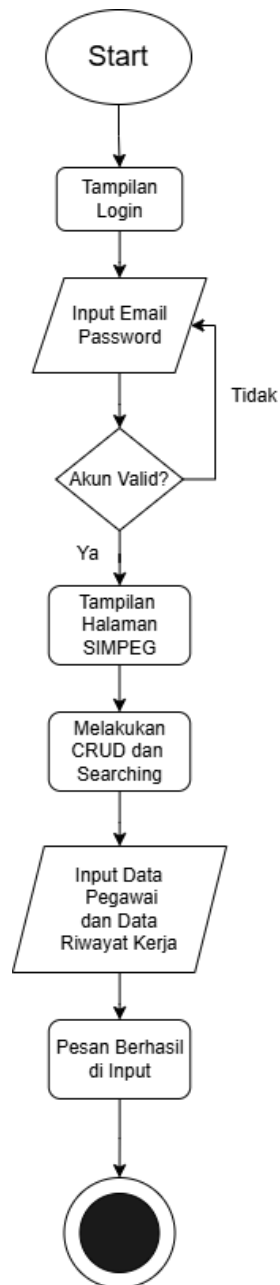 Start
Tampilan
Login
Input Email
Password
Tidak
Akun Valid?
Ya
Tampilan
Halaman
SIMPEG
Melakukan
CRUD dan
Searching
Input Data
Pegawai
dan Data
Riwayat Kerja
Pesan Berhasil
di Input